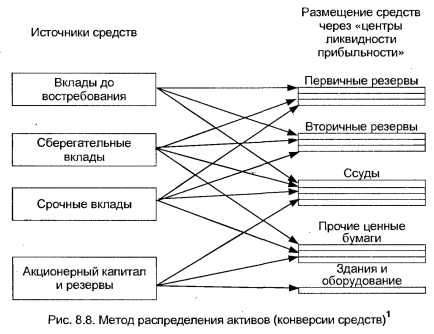 Источники средств
Размещение средств
через «центры
ликвидности
прибыльности»
Вклады до
востребования
Сберегательные
вклады
Срочные вклады
Акционерный капитал
и резервы
Первичные резервы
Вторичные резервы
Ссуды
Прочие ценные
бумаги
Здания и
оборудование
Рис. 8.8. Метод распределения активов (конверсии средств)¹